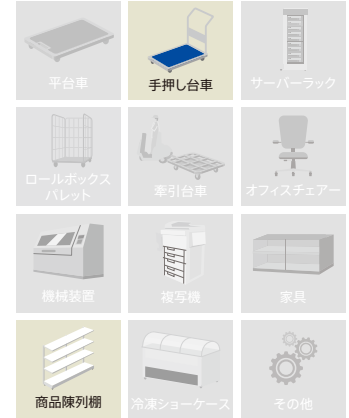 平台車
手押し台車
サーバーラック
ロールボックス
パレット
牽引台車
オフィスチェアー
機械装置
複写機
家具
商品陳列棚
冷凍ショーケース
その他